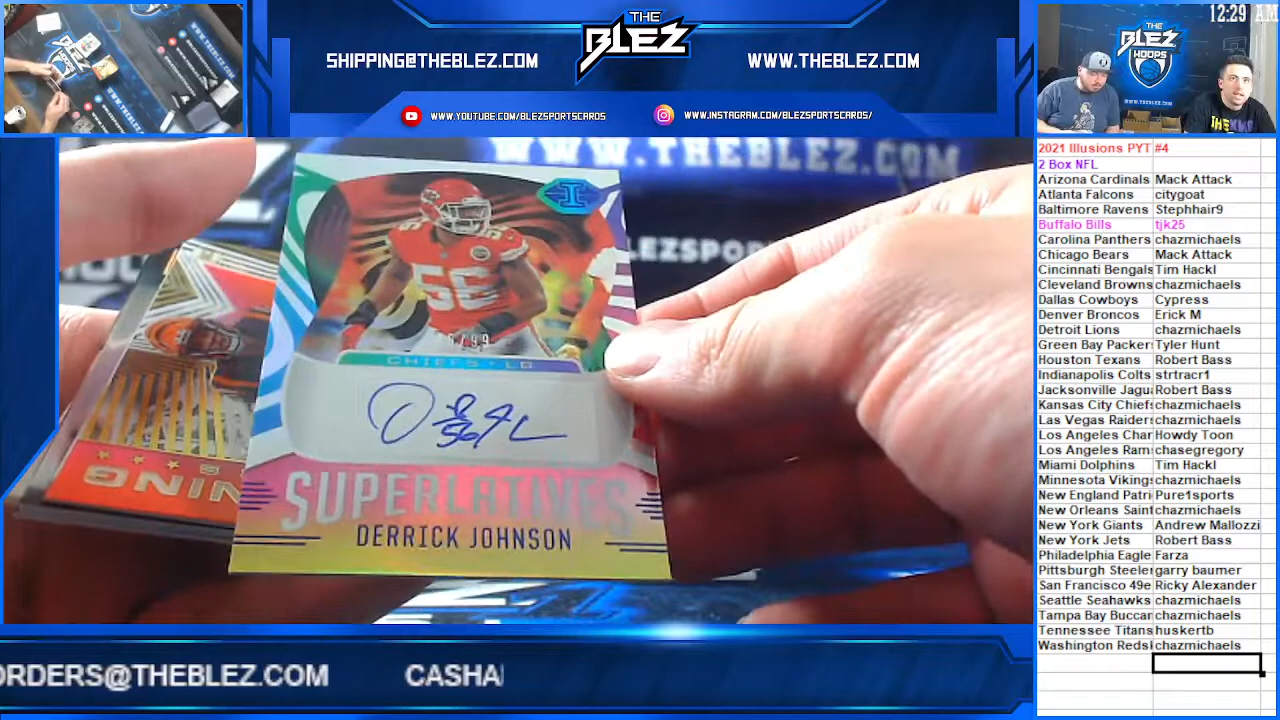 12:29 AM
THE
BLEZ
SHIPPING@THEBLEZ.COM
WWW.THEBLEZ.COM
WWW.YOUTUBE.COM/BLEZSPORTSCARDS
WWW.INSTAGRAM.COM/BLEZSPORTSCARDS/
THE
BLEZ
HOOPS
WWW.THEBLEZ.COM
56
/99
CHIEFS • LB
SUPERLATIVES
DERRICK JOHNSON
2021 Illusions PYT #4
2 Box NFL
Arizona Cardinals Mack Attack
Atlanta Falcons citygoat
Baltimore Ravens Stephhair9
Buffalo Bills tjk25
Carolina Panthers chazmichaels
Chicago Bears Mack Attack
Cincinnati Bengals Tim Hackl
Cleveland Browns chazmichaels
Dallas Cowboys Cypress
Denver Broncos Erick M
Detroit Lions chazmichaels
Green Bay Packer Tyler Hunt
Houston Texans Robert Bass
Indianapolis Colts strtracr1
Jacksonville Jagu Robert Bass
Kansas City Chief chazmichaels
Las Vegas Raider chazmichaels
Los Angeles Char Howdy Toon
Los Angeles Ram chasegregory
Miami Dolphins Tim Hackl
Minnesota Viking chazmichaels
New England Patri Pure1sports
New Orleans Saint chazmichaels
New York Giants Andrew Mallozzi
New York Jets Robert Bass
Philadelphia Eagle Farza
Pittsburgh Steeler garry baumer
San Francisco 49e Ricky Alexander
Seattle Seahawks chazmichaels
Tampa Bay Buccar chazmichaels
Tennessee Titans huskertb
Washington Redsl chazmichaels
ORDERS@THEBLEZ.COM
CASHA